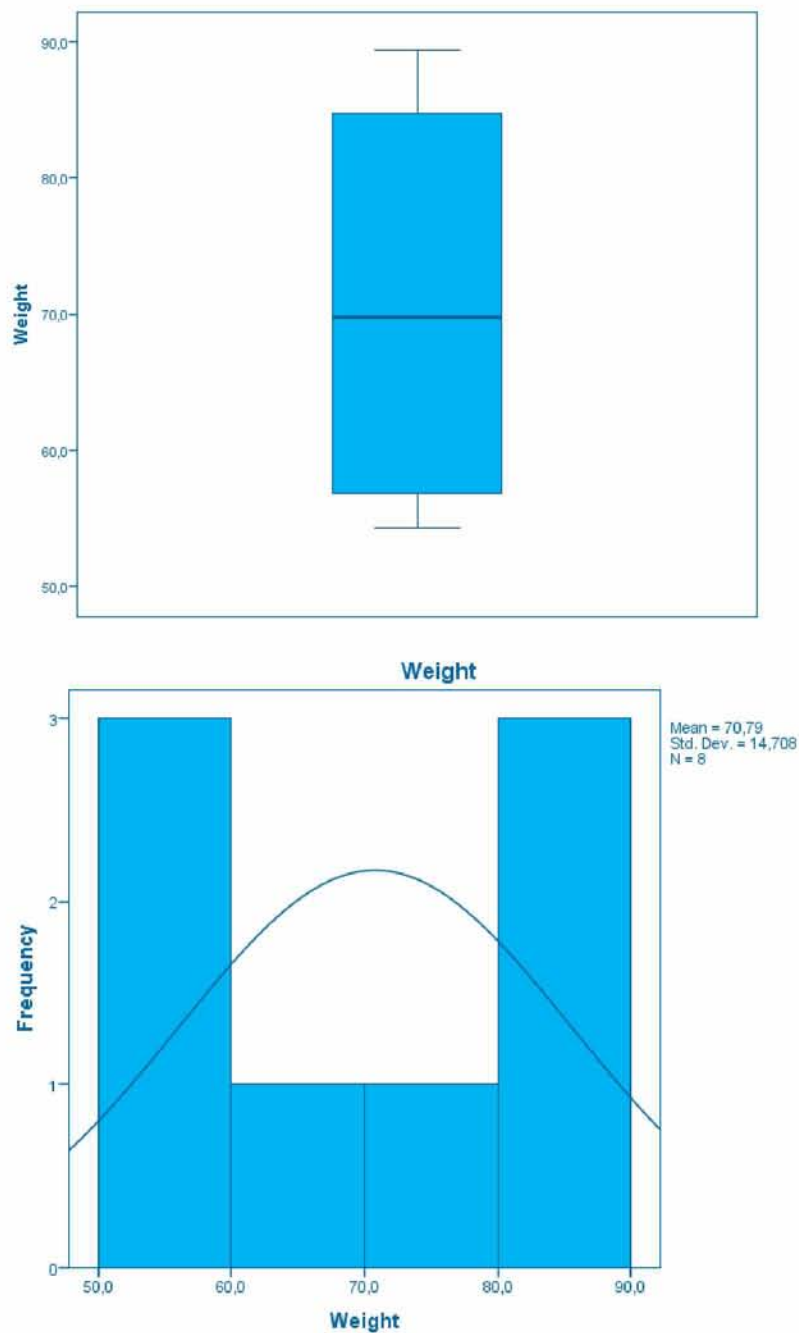 90,0
80,0
Weight
70,0
60,0
50,0
Weight
Mean = 70,79
Std. Dev. = 14,708
N = 8
3
2
Frequency
1
0
50,0 60,0 70,0 80,0 90,0
Weight